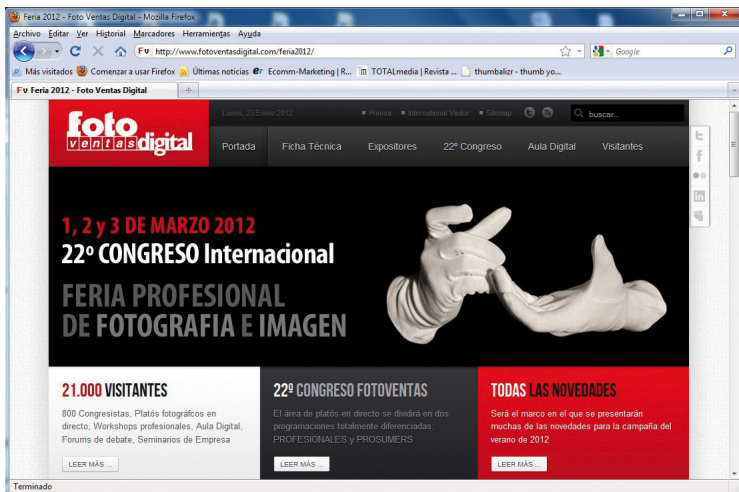 Feria 2012 - Foto Ventas Digital - Mozilla Firefox
Archivo Editar Ver Historial Marcadores Herramientas Ayuda
Fv http://www.fotoventasdigital.com/feria2012/
Google
Más visitados Comenzar a usar Firefox Últimas noticias er Ecomm-Marketing | R... m TOTALmedia | Revista ... thumbalizr - thumb yo...
Fv Feria 2012 - Foto Ventas Digital
Lunes, 23 Enero 2012 Prensa International Visitor Sitemap buscar...
foto
ventas digital
Portada Ficha Técnica Expositores 22º Congreso Aula Digital Visitantes
1, 2 y 3 DE MARZO 2012
22º CONGRESO Internacional
FERIA PROFESIONAL
DE FOTOGRAFIA E IMAGEN
21.000 VISITANTES
800 Congresistas, Platós fotográfcos en
directo, Workshops profesionales, Aula Digital,
Forums de debate, Seminarios de Empresa
LEER MÁS ...
22º CONGRESO FOTOVENTAS
El área de platós en directo se dividirá en dos
programaciones totalmente diferenciadas:
PROFESIONALES y PROSUMERS
LEER MÁS ...
TODAS LAS NOVEDADES
Será el marco en el que se presentarán
muchas de las novedades para la campaña del
verano de 2012
LEER MÁS ...
Terminado